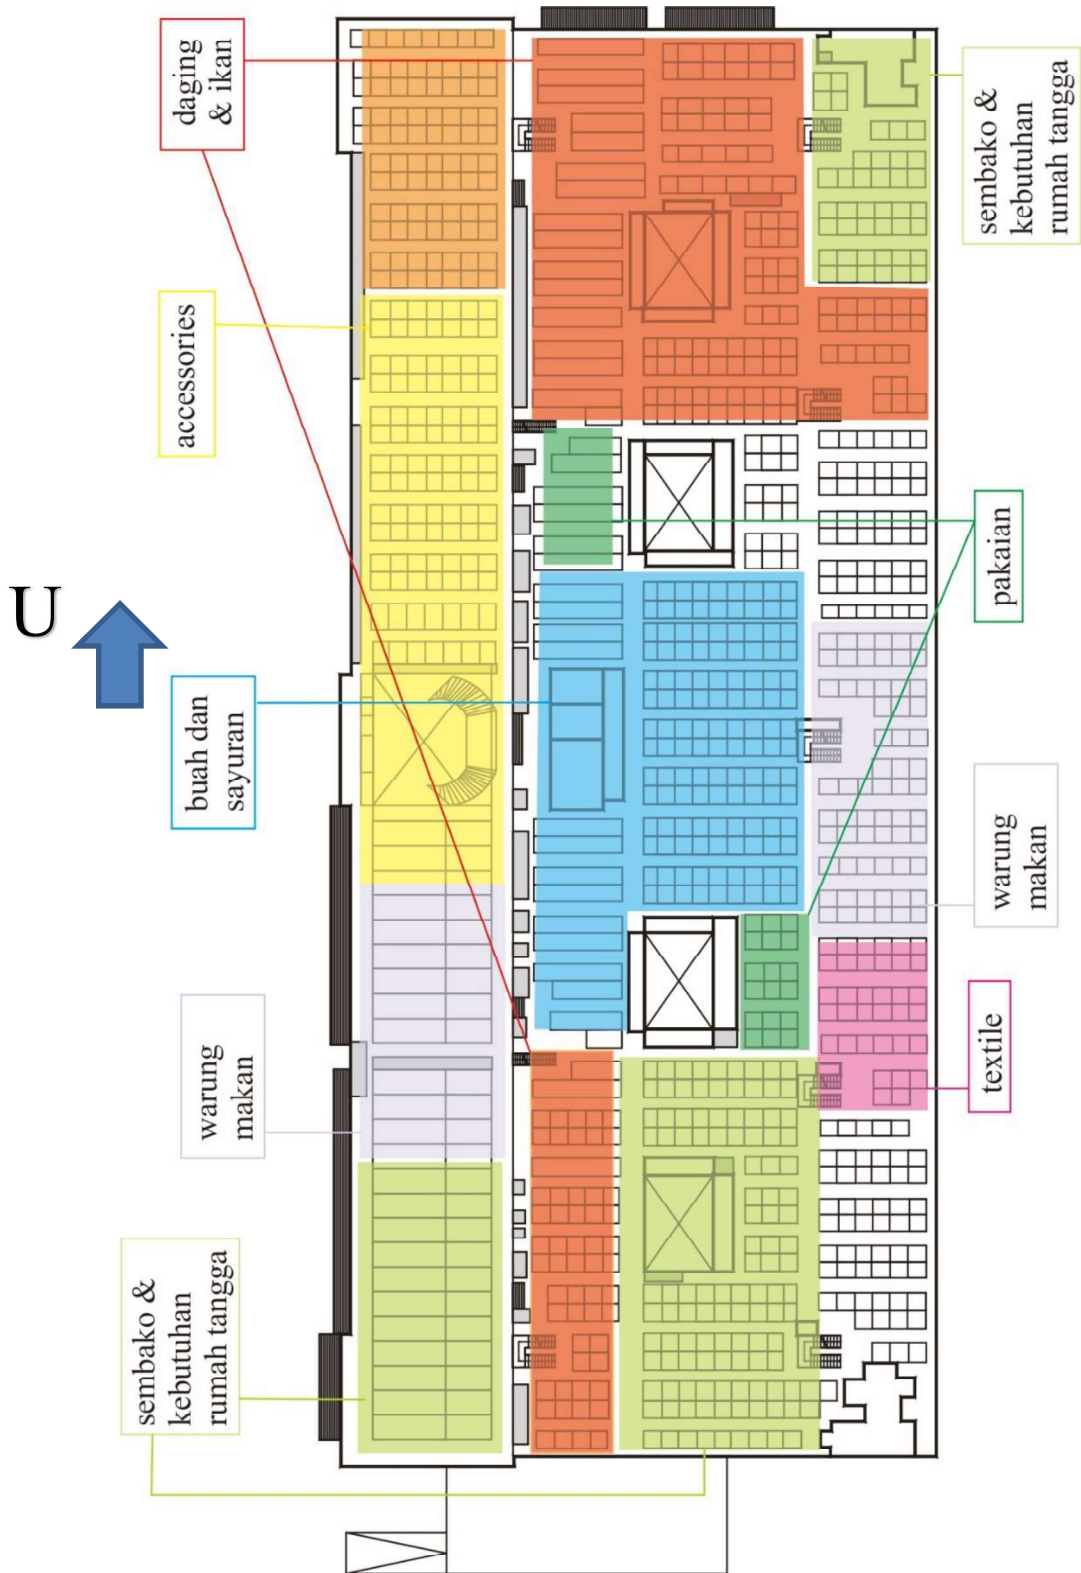 daging
& ikan
sembako &
kebutuhan
rumah tangga
accessories
pakaian
U
buah dan
sayuran
warung
makan
warung
makan
textile
sembako &
kebutuhan
rumah tangga